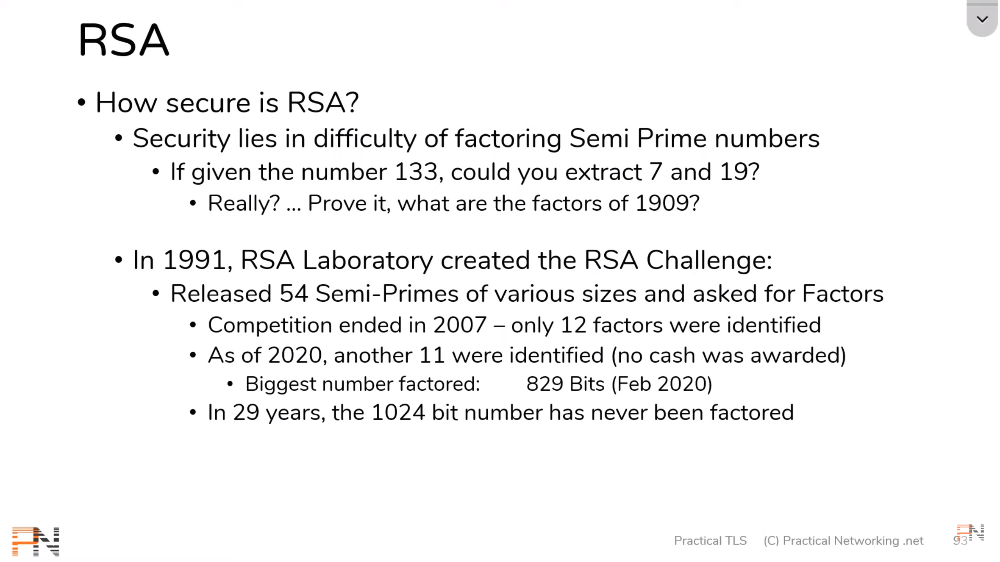 RSA
• How secure is RSA?
• Security lies in difficulty of factoring Semi Prime numbers
• If given the number 133, could you extract 7 and 19?
• Really? ... Prove it, what are the factors of 1909?
• In 1991, RSA Laboratory created the RSA Challenge:
• Released 54 Semi-Primes of various sizes and asked for Factors
• Competition ended in 2007 – only 12 factors were identified
• As of 2020, another 11 were identified (no cash was awarded)
• Biggest number factored: 829 Bits (Feb 2020)
• In 29 years, the 1024 bit number has never been factored
PN
Practical TLS (C) Practical Networking .net 93
PN